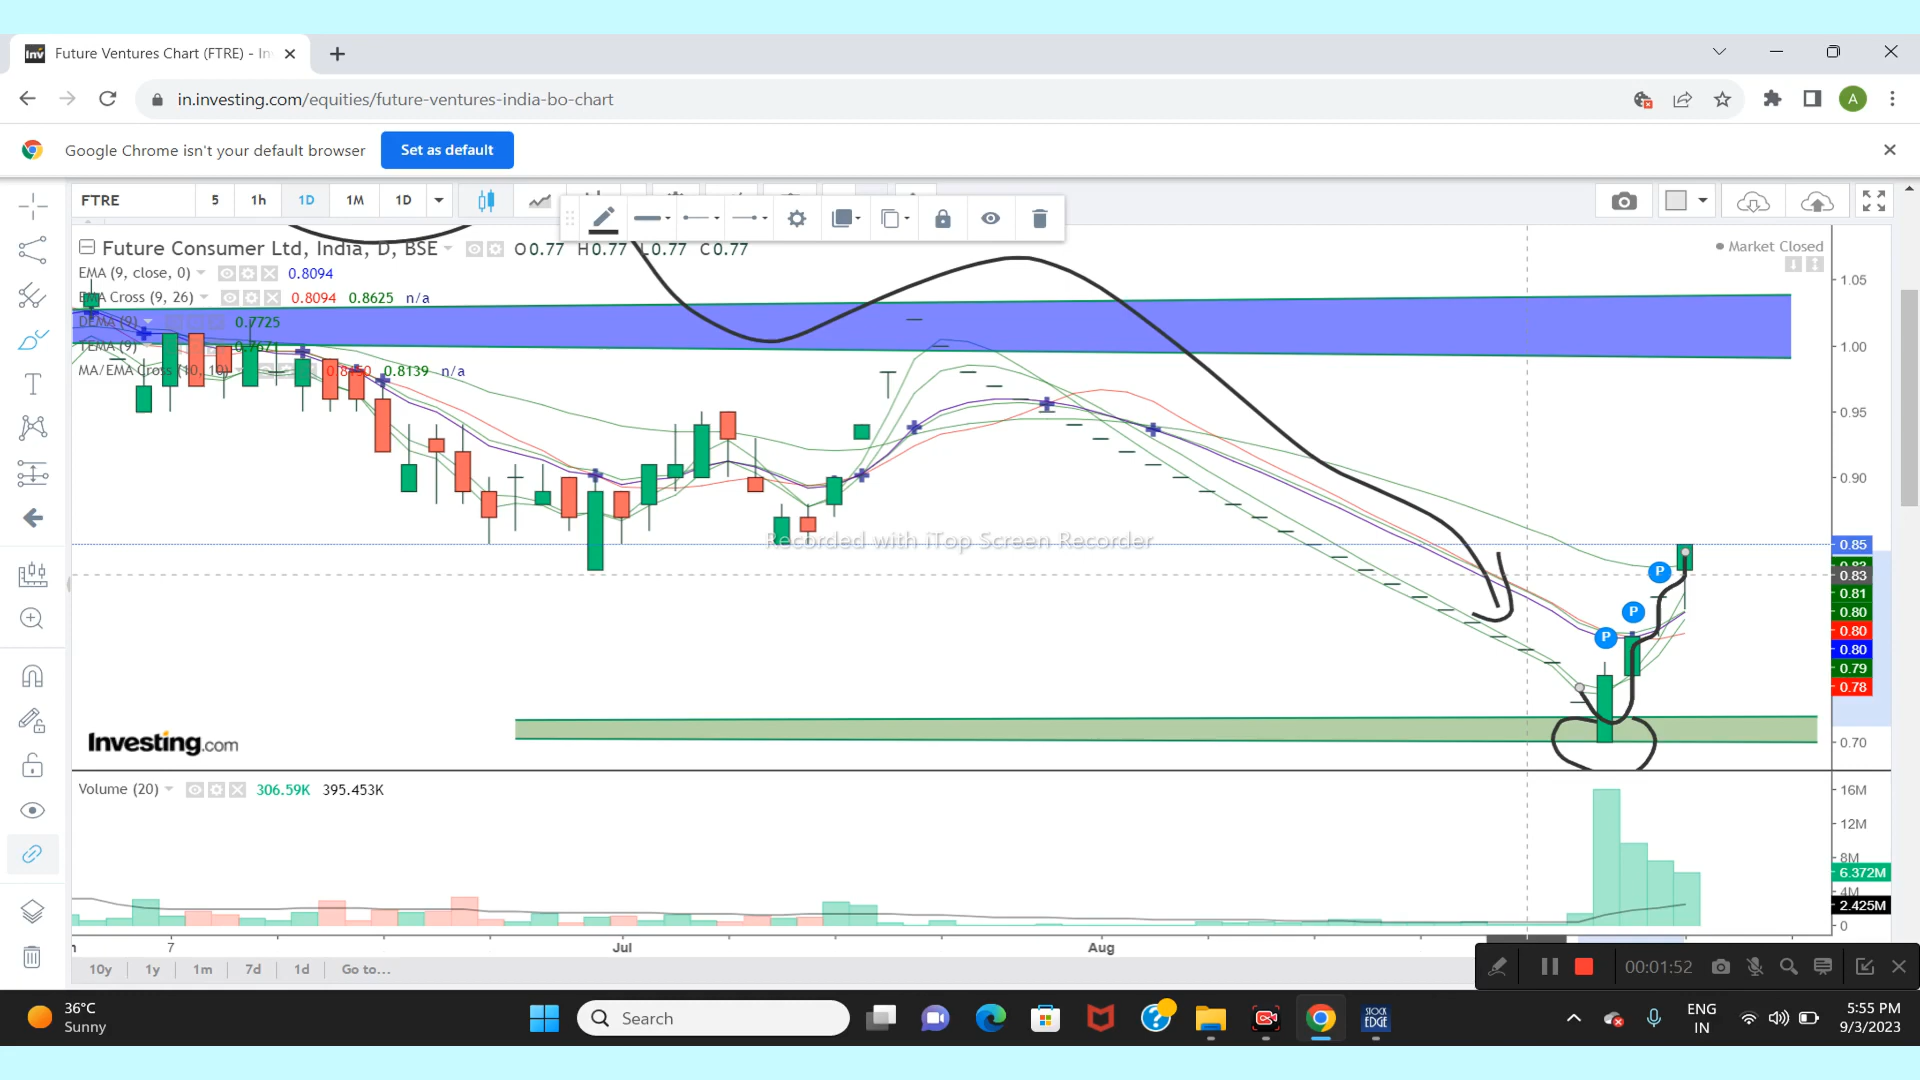 Future Ventures Chart (FTRE) - In
in.investing.com/equities/future-ventures-india-bo-chart
A
Google Chrome isn't your default browser
Set as default
FTRE
5
1h
1D
1M
1D
Future Consumer Ltd, India, D, BSE
O0.77 H0.77 L0.77 C0.77
Market Closed
EMA (9, close, 0)
0.8094
EMA Cross (9, 26)
0.8094 0.8625 n/a
DEMA (9)
0.7725
TEMA (9)
0.7671
MA/EMA Cross (10, 10)
0.8139 n/a
1.05
1.00
0.95
0.90
0.85
0.83
0.81
0.80
0.80
0.80
0.79
0.78
0.70
Recorded with iTop Screen Recorder
P
P
P
Investing.com
Volume (20)
306.59K 395.453K
16M
12M
8M
6.372M
4M
2.425M
0
7
Jul
Aug
10y
1y
1m
7d
1d
Go to...
00:01:52
36°C
Sunny
Search
STOCK
EDGE
ENG
IN
5:55 PM
9/3/2023